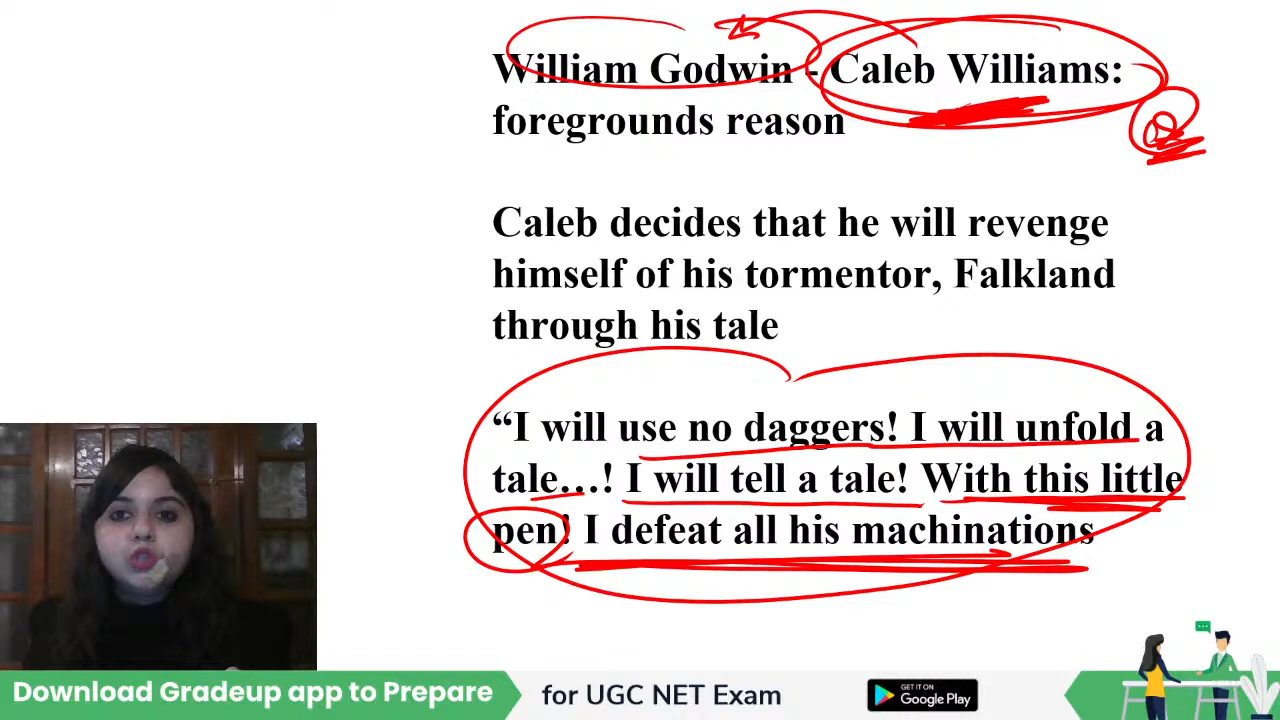 William Godwin - Caleb Williams:
foregrounds reason
Caleb decides that he will revenge
himself of his tormentor, Falkland
through his tale
“I will use no daggers! I will unfold a
tale…! I will tell a tale! With this little
pen! I defeat all his machinations
Download Gradeup app to Prepare
for UGC NET Exam
GET IT ON
Google Play